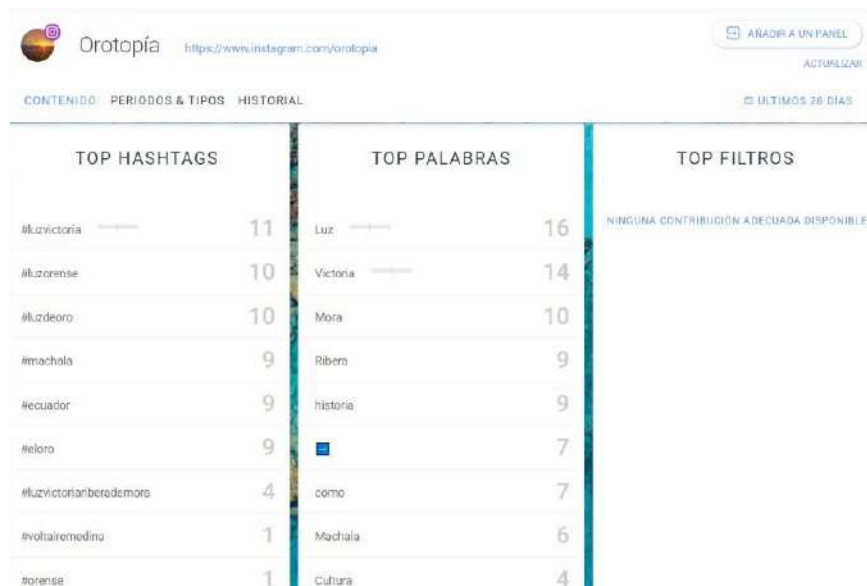 Orotopía
https://www.instagram.com/orotopia
AÑADIR A UN PANEL
ACTUALIZAR
CONTENIDO PERIODOS & TIPOS HISTORIAL
ULTIMOS 28 DÍAS
TOP HASHTAGS
#luzvictoria 11
#luzorense 10
#luzdeoro 10
#machala 9
#ecuador 9
#eloro 9
#luzvictoriariberademora 4
#voltairemedina 1
#orense 1
TOP PALABRAS
Luz 16
Victoria 14
Mora 10
Ribera 9
historia 9
7
como 7
Machala 6
Cultura 4
TOP FILTROS
NINGUNA CONTRIBUCIÓN ADECUADA DISPONIBLE